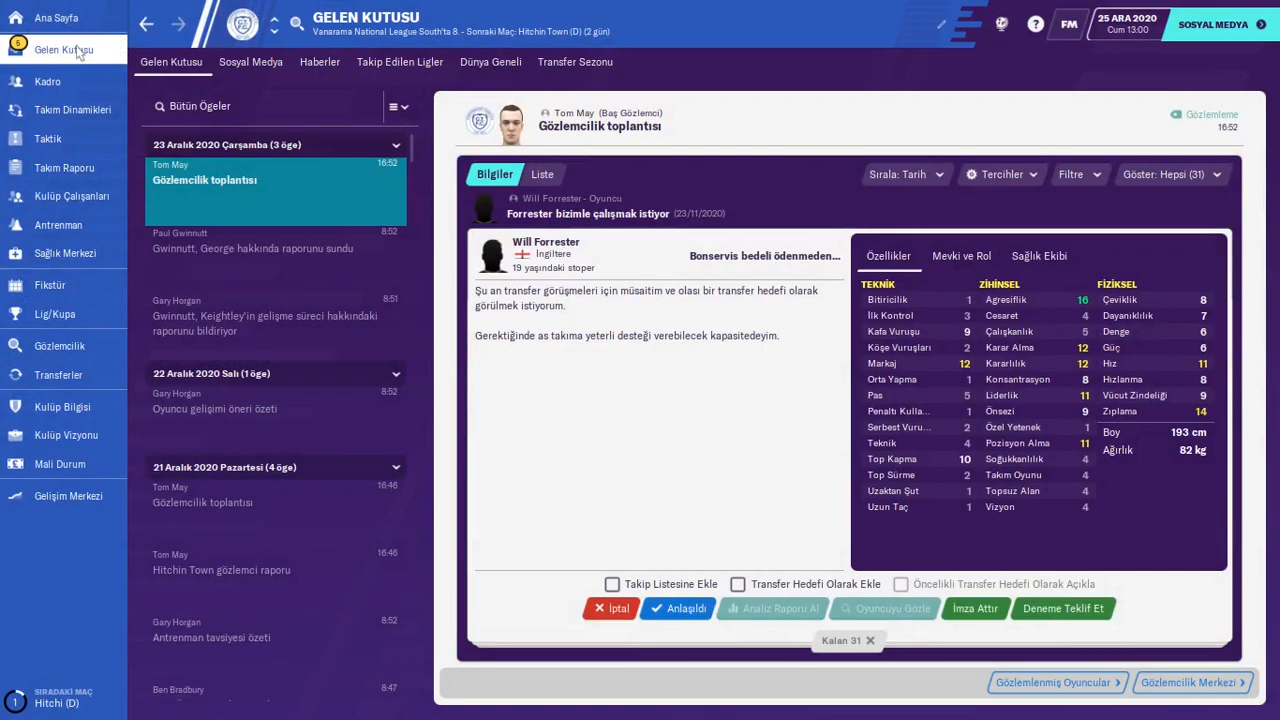 Ana Sayfa
5
Gelen Kutusu
Kadro
Takım Dinamikleri
Taktik
Takım Raporu
Kulüp Çalışanları
Antrenman
Sağlık Merkezi
Fikstür
Lig/Kupa
Gözlemcilik
Transferler
Kulüp Bilgisi
Kulüp Vizyonu
Mali Durum
Gelişim Merkezi
1
SIRADAKİ MAÇ
Hitchi (D)
GELEN KUTUSU
Vanarama National League South'ta 8. - Sonraki Maç: Hitchin Town (D) (2 gün)
?
FM
25 ARA 2020
Cum 13:00
SOSYAL MEDYA
Gelen Kutusu
Sosyal Medya
Haberler
Takip Edilen Ligler
Dünya Geneli
Transfer Sezonu
Bütün Ögeler
23 Aralık 2020 Çarşamba (3 öge)
Tom May 16:52
Gözlemcilik toplantısı
Paul Gwinnutt 8:52
Gwinnutt, George hakkında raporunu sundu
Gary Horgan 8:51
Gwinnutt, Keightley'in gelişme süreci hakkındaki
raporunu bildiriyor
22 Aralık 2020 Salı (1 öge)
Gary Horgan 8:52
Oyuncu gelişimi öneri özeti
21 Aralık 2020 Pazartesi (4 öge)
Tom May 16:46
Gözlemcilik toplantısı
Tom May 16:46
Hitchin Town gözlemci raporu
Gary Horgan 8:52
Antrenman tavsiyesi özeti
Ben Bradbury 8:47
Tom May (Baş Gözlemci)
Gözlemcilik toplantısı
Gözlemleme
16:52
Bilgiler
Liste
Sırala: Tarih
Tercihler
Filtre
Göster: Hepsi (31)
Will Forrester - Oyuncu
Forrester bizimle çalışmak istiyor (23/11/2020)
Will Forrester
İngiltere
19 yaşındaki stoper
Bonservis bedeli ödenmeden...
Şu an transfer görüşmeleri için müsaitim ve olası bir transfer hedefi olarak
görülmek istiyorum.
Gerektiğinde as takıma yeterli desteği verebilecek kapasitedeyim.
Özellikler
Mevki ve Rol
Sağlık Ekibi
TEKNİK
Bitiricilik 1
İlk Kontrol 3
Kafa Vuruşu 9
Köşe Vuruşları 2
Markaj 12
Orta Yapma 1
Pas 5
Penaltı Kulla... 1
Serbest Vuru... 2
Teknik 4
Top Kapma 10
Top Sürme 2
Uzaktan Şut 1
Uzun Taç 1
ZİHİNSEL
Agresiflik 16
Cesaret 4
Çalışkanlık 5
Karar Alma 12
Kararlılık 12
Konsantrasyon 8
Liderlik 11
Önsezi 9
Özel Yetenek 1
Pozisyon Alma 11
Soğukkanlılık 4
Takım Oyunu 4
Topsuz Alan 4
Vizyon 4
FİZİKSEL
Çeviklik 8
Dayanıklılık 7
Denge 6
Güç 6
Hız 11
Hızlanma 8
Vücut Zindeliği 9
Zıplama 14
Boy 193 cm
Ağırlık 82 kg
Takip Listesine Ekle
Transfer Hedefi Olarak Ekle
Öncelikli Transfer Hedefi Olarak Açıkla
İptal
Anlaşıldı
Analiz Raporu Al
Oyuncuyu Gözle
İmza Attır
Deneme Teklif Et
Kalan 31
Gözlemlenmiş Oyuncular
Gözlemcilik Merkezi